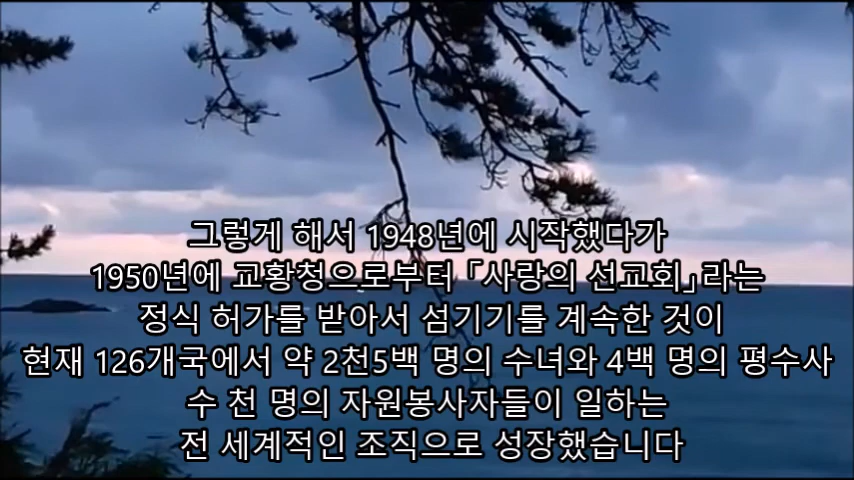 그렇게 해서 1948년에 시작했다가
1950년에 교황청으로부터 「사랑의 선교회」라는
정식 허가를 받아서 섬기기를 계속한 것이
현재 126개국에서 약 2천5백 명의 수녀와 4백 명의 평수사
수 천 명의 자원봉사자들이 일하는
전 세계적인 조직으로 성장했습니다